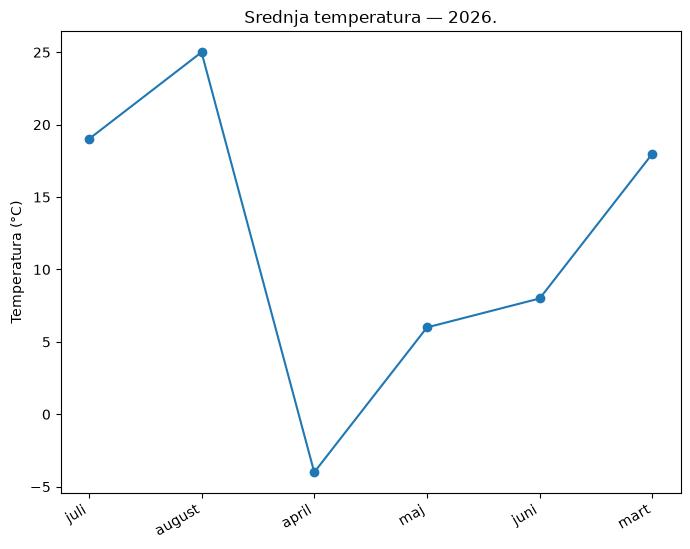 Srednja temperatura — 2026.
Temperatura (°C)
25
20
15
10
5
0
−5
juli
august
april
maj
juni
mart